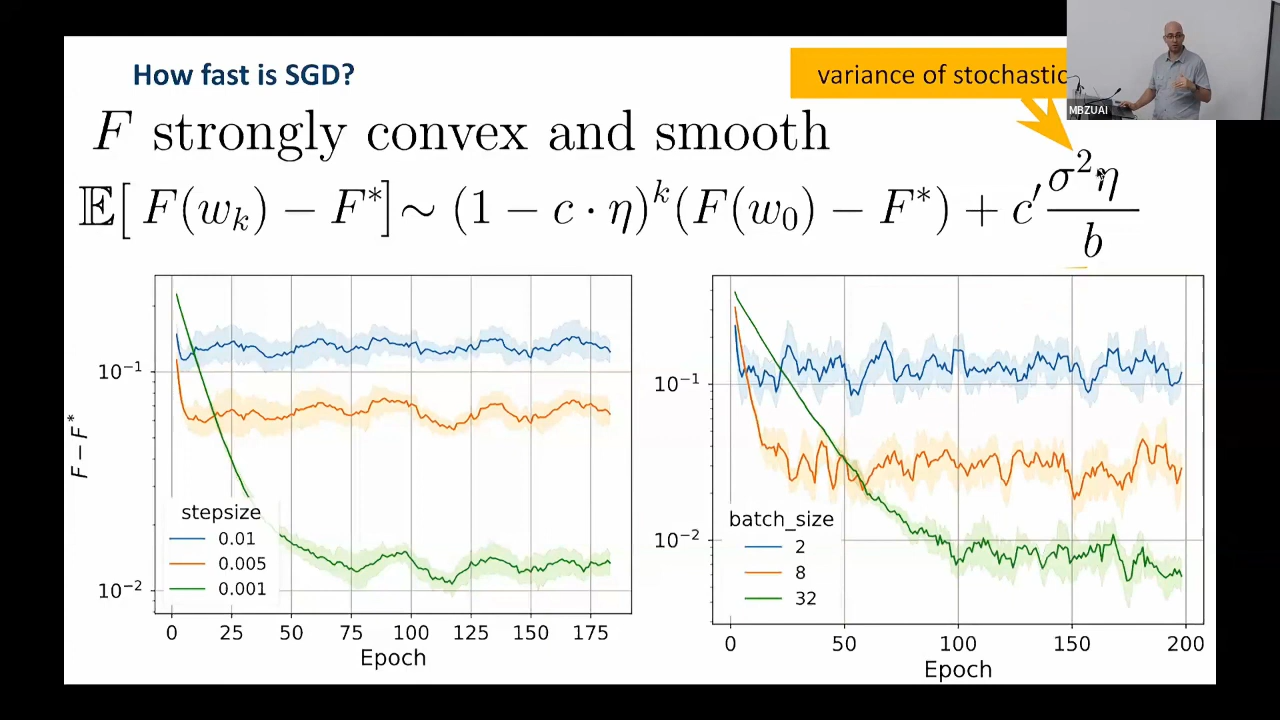 How fast is SGD?
variance of stochastic
MBZUAI
F strongly convex and smooth
𝔼[ F(w_k) − F^*] ∼ (1 − c · η)^k (F(w_0) − F^*) + c′ σ^2 η / b
F − F^*
10^−1
10^−2
stepsize
0.01
0.005
0.001
0 25 50 75 100 125 150 175
Epoch
10^−1
10^−2
batch_size
2
8
32
0 50 100 150 200
Epoch